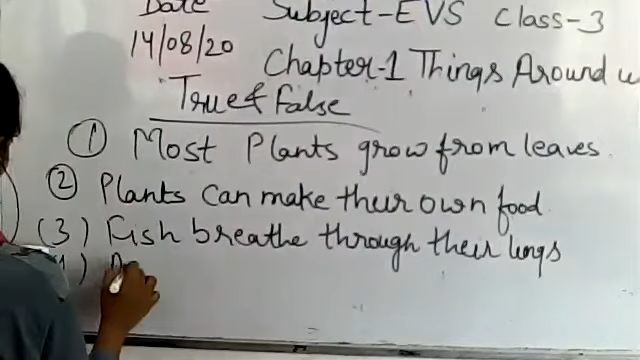 Date Subject-EVS Class-3
14/08/20 Chapter-1 Things Around
True & False
① Most Plants grow from leaves.
② Plants can make their own food
(3) Fish breathe through their lungs